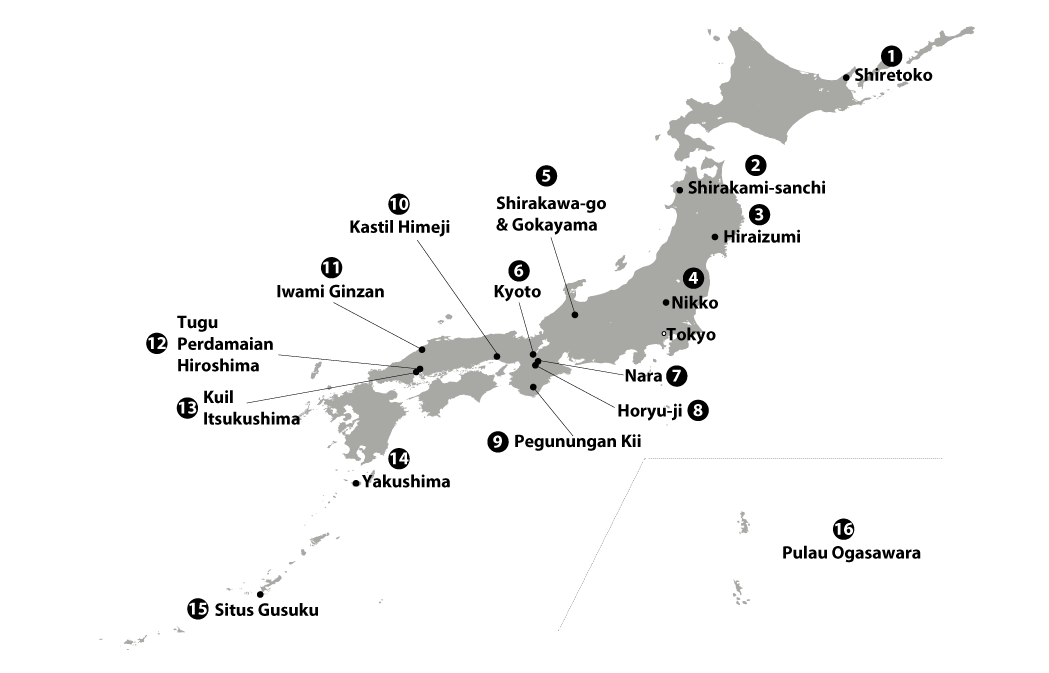 1
Shiretoko
2
Shirakami-sanchi
3
Hiraizumi
4
Nikko
Tokyo
5
Shirakawa-go
& Gokayama
6
Kyoto
Nara 7
Horyu-ji 8
9 Pegunungan Kii
10
Kastil Himeji
11
Iwami Ginzan
12
Tugu
Perdamaian
Hiroshima
13
Kuil
Itsukushima
14
Yakushima
15 Situs Gusuku
16
Pulau Ogasawara